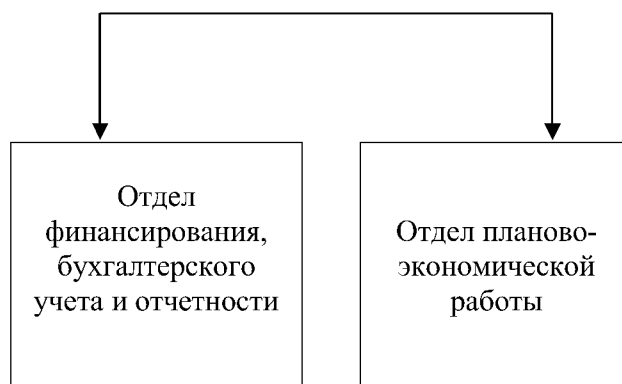 Отдел
финансирования,
бухгалтерского
учета и отчетности
Отдел планово-
экономической
работы